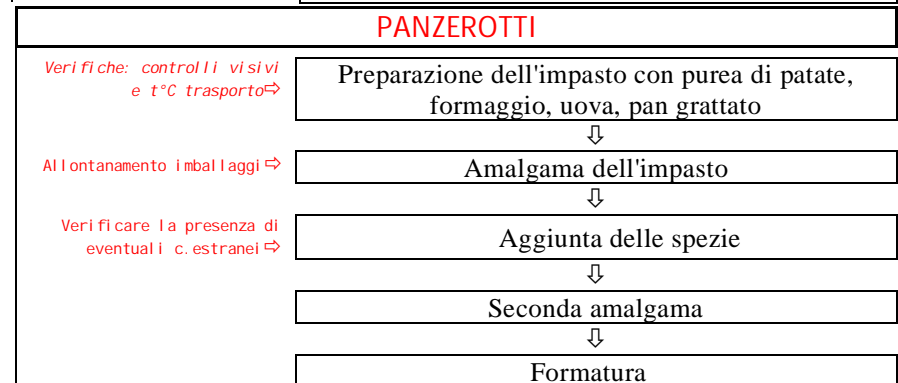 PANZEROTTI
Verifiche: controlli visivi
e t°C trasporto⇨
Preparazione dell'impasto con purea di patate,
formaggio, uova, pan grattato
⇩
Allontanamento imballaggi⇨
Amalgama dell'impasto
⇩
Verificare la presenza di
eventuali c.estranei⇨
Aggiunta delle spezie
⇩
Seconda amalgama
⇩
Formatura